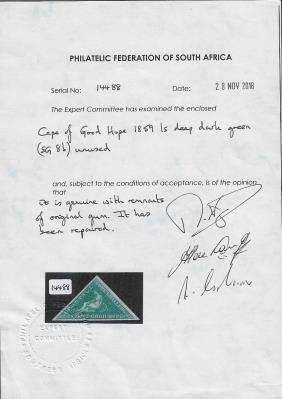 PHILATELIC FEDERATION OF SOUTH AFRICA
Serial No: 14488 Date: 28 NOV 2018
The Expert Committee has examined the enclosed
Cape of Good Hope 1859 1s deep dark green
(SG 8b) unused
and, subject to the conditions of acceptance, is of the opinion
that
It is genuine with remnants
of original gum. It has
been repaired.
14488
EXPERT
COMMITTEE